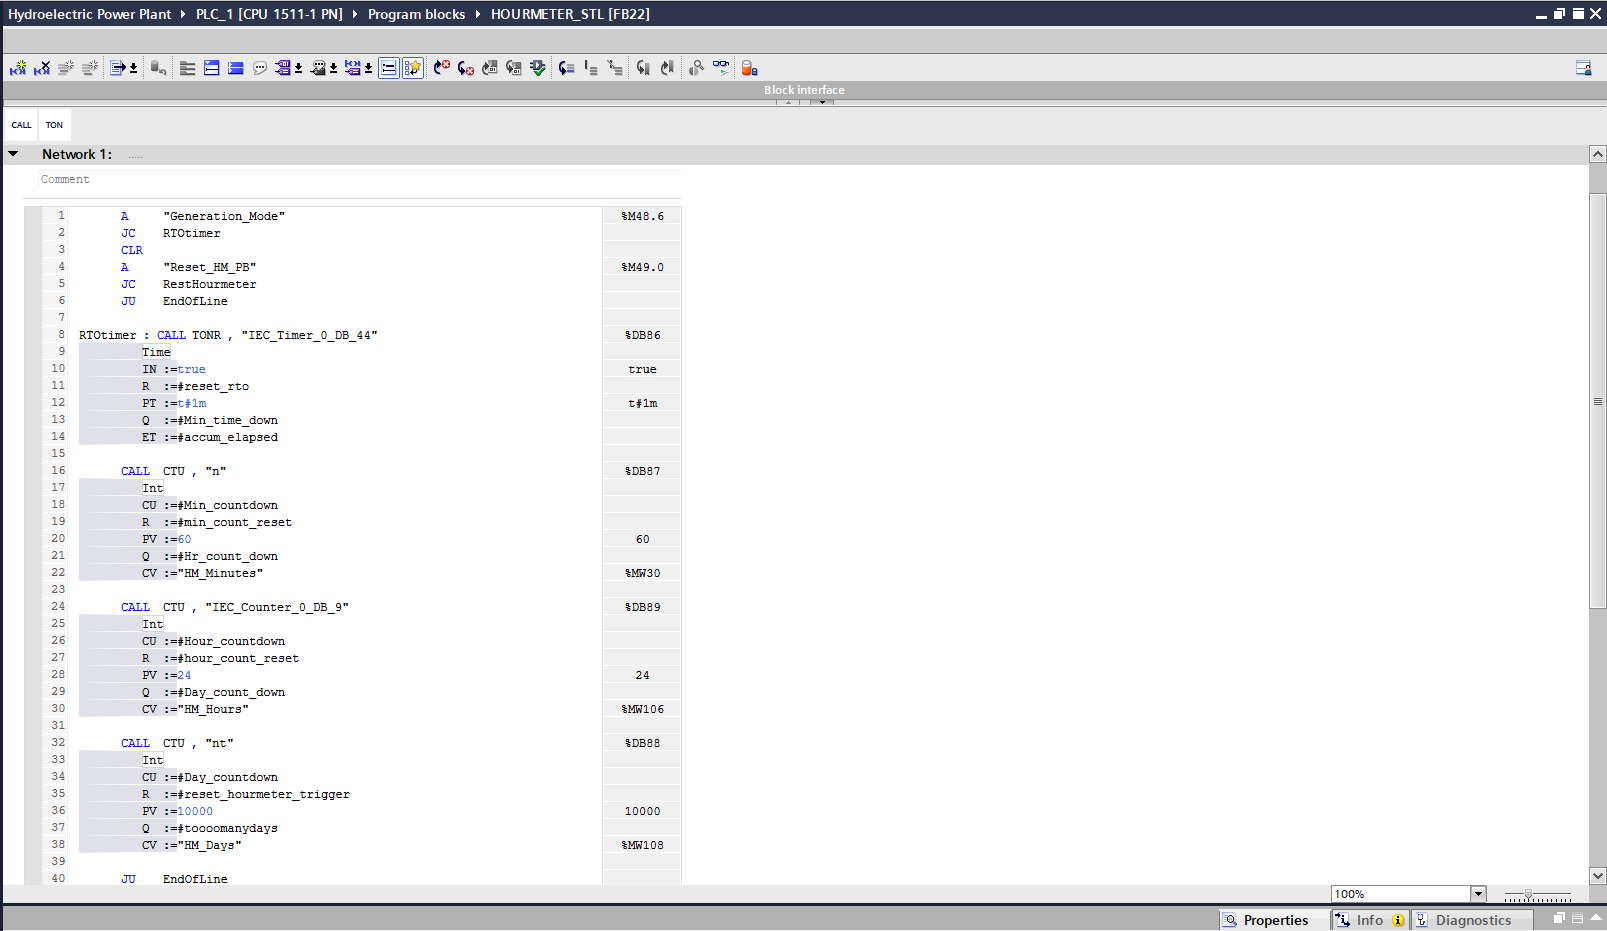 Hydroelectric Power Plant ▸ PLC_1 [CPU 1511-1 PN] ▸ Program blocks ▸ HOURMETER_STL [FB22]
Block interface
CALL TON
Network 1: .....
Comment
1 A "Generation_Mode" %M48.6
2 JC RTOtimer
3 CLR
4 A "Reset_HM_PB" %M49.0
5 JC RestHourmeter
6 JU EndOfLine
7
8 RTOtimer : CALL TONR , "IEC_Timer_0_DB_44" %DB86
9 Time
10 IN :=true true
11 R :=#reset_rto
12 PT :=t#1m t#1m
13 Q :=#Min_time_down
14 ET :=#accum_elapsed
15
16 CALL CTU , "n" %DB87
17 Int
18 CU :=#Min_countdown
19 R :=#min_count_reset
20 PV :=60 60
21 Q :=#Hr_count_down
22 CV :="HM_Minutes" %MW30
23
24 CALL CTU , "IEC_Counter_0_DB_9" %DB89
25 Int
26 CU :=#Hour_countdown
27 R :=#hour_count_reset
28 PV :=24 24
29 Q :=#Day_count_down
30 CV :="HM_Hours" %MW106
31
32 CALL CTU , "nt" %DB88
33 Int
34 CU :=#Day_countdown
35 R :=#reset_hourmeter_trigger
36 PV :=10000 10000
37 Q :=#toooomanydays
38 CV :="HM_Days" %MW108
39
40 JU EndOfLine
100%
Properties Info Diagnostics